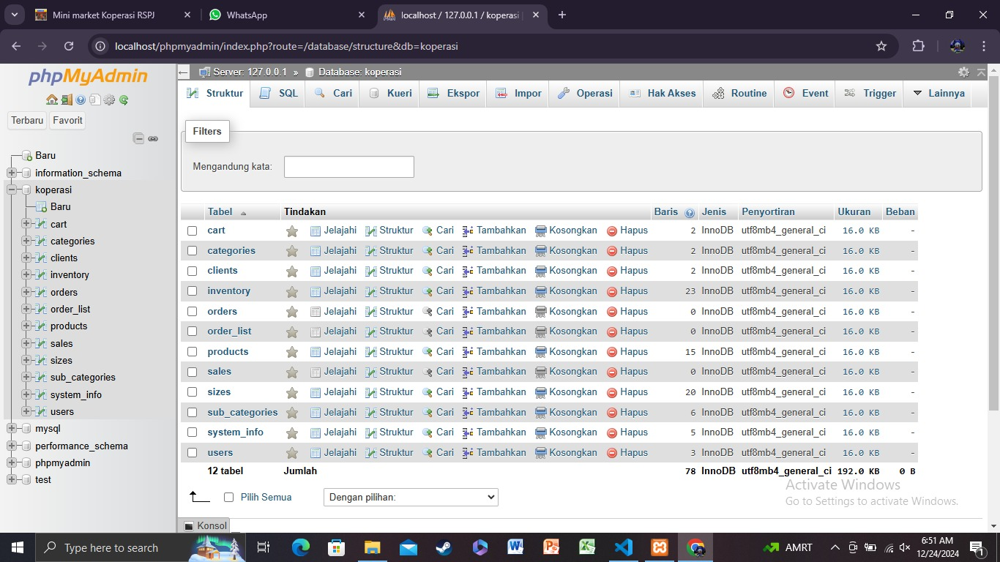 Mini market Koperasi RSPJ
WhatsApp
localhost / 127.0.0.1 / koperasi
localhost/phpmyadmin/index.php?route=/database/structure&db=koperasi
phpMyAdmin
Terbaru Favorit
Baru
information_schema
koperasi
Baru
cart
categories
clients
inventory
orders
order_list
products
sales
sizes
sub_categories
system_info
users
mysql
performance_schema
phpmyadmin
test
Server: 127.0.0.1 » Database: koperasi
Struktur SQL Cari Kueri Ekspor Impor Operasi Hak Akses Routine Event Trigger Lainnya
Filters
Mengandung kata:
Tabel Tindakan Baris Jenis Penyortiran Ukuran Beban
cart Jelajahi Struktur Cari Tambahkan Kosongkan Hapus 2 InnoDB utf8mb4_general_ci 16.0 KB -
categories Jelajahi Struktur Cari Tambahkan Kosongkan Hapus 2 InnoDB utf8mb4_general_ci 16.0 KB -
clients Jelajahi Struktur Cari Tambahkan Kosongkan Hapus 2 InnoDB utf8mb4_general_ci 16.0 KB -
inventory Jelajahi Struktur Cari Tambahkan Kosongkan Hapus 23 InnoDB utf8mb4_general_ci 16.0 KB -
orders Jelajahi Struktur Cari Tambahkan Kosongkan Hapus 0 InnoDB utf8mb4_general_ci 16.0 KB -
order_list Jelajahi Struktur Cari Tambahkan Kosongkan Hapus 0 InnoDB utf8mb4_general_ci 16.0 KB -
products Jelajahi Struktur Cari Tambahkan Kosongkan Hapus 15 InnoDB utf8mb4_general_ci 16.0 KB -
sales Jelajahi Struktur Cari Tambahkan Kosongkan Hapus 0 InnoDB utf8mb4_general_ci 16.0 KB -
sizes Jelajahi Struktur Cari Tambahkan Kosongkan Hapus 20 InnoDB utf8mb4_general_ci 16.0 KB -
sub_categories Jelajahi Struktur Cari Tambahkan Kosongkan Hapus 6 InnoDB utf8mb4_general_ci 16.0 KB -
system_info Jelajahi Struktur Cari Tambahkan Kosongkan Hapus 5 InnoDB utf8mb4_general_ci 16.0 KB -
users Jelajahi Struktur Cari Tambahkan Kosongkan Hapus 3 InnoDB utf8mb4_general_ci 16.0 KB -
12 tabel Jumlah 78 InnoDB utf8mb4_general_ci 192.0 KB 0 B
Pilih Semua Dengan pilihan:
Activate Windows
Go to Settings to activate Windows.
Konsol
Type here to search
AMRT
6:51 AM
12/24/2024
1